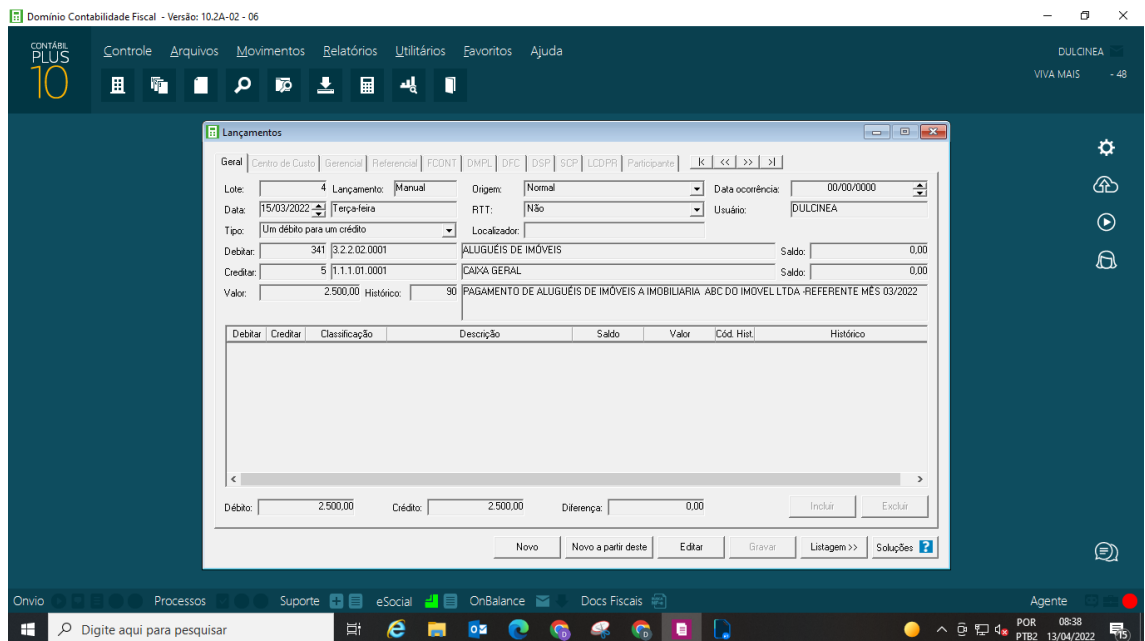 Domínio Contabilidade Fiscal - Versão: 10.2A-02 - 06
CONTÁBIL
PLUS
10
Controle Arquivos Movimentos Relatórios Utilitários Favoritos Ajuda
DULCINEA
VIVA MAIS - 48
Lançamentos
Geral Centro de Custo Gerencial Referencial FCONT DMPL DFC DSP SCP LCDPR Participante
Lote: 4 Lançamento: Manual Origem: Normal Data ocorrência: 00/00/0000
Data: 15/03/2022 Terça-feira RTT: Não Usuário: DULCINEA
Tipo: Um débito para um crédito Localizador:
Debitar: 341 3.2.2.02.0001 ALUGUÉIS DE IMÓVEIS Saldo: 0,00
Creditar: 5 1.1.1.01.0001 CAIXA GERAL Saldo: 0,00
Valor: 2.500,00 Histórico: 90 PAGAMENTO DE ALUGUÉIS DE IMÓVEIS A IMOBILIARIA ABC DO IMOVEL LTDA -REFERENTE MÊS 03/2022
Debitar Creditar Classificação Descrição Saldo Valor Cód. Hist. Histórico
Débito: 2.500,00 Crédito: 2.500,00 Diferença: 0,00 Incluir Excluir
Novo Novo a partir deste Editar Gravar Listagem >> Soluções ?
Onvio Processos Suporte eSocial OnBalance Docs Fiscais Agente
Digite aqui para pesquisar
POR 08:38
PTB2 13/04/2022